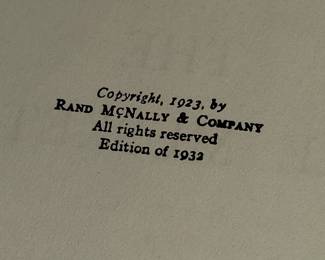 Copyright, 1923, by
RAND MCNALLY & COMPANY
All rights reserved
Edition of 1932